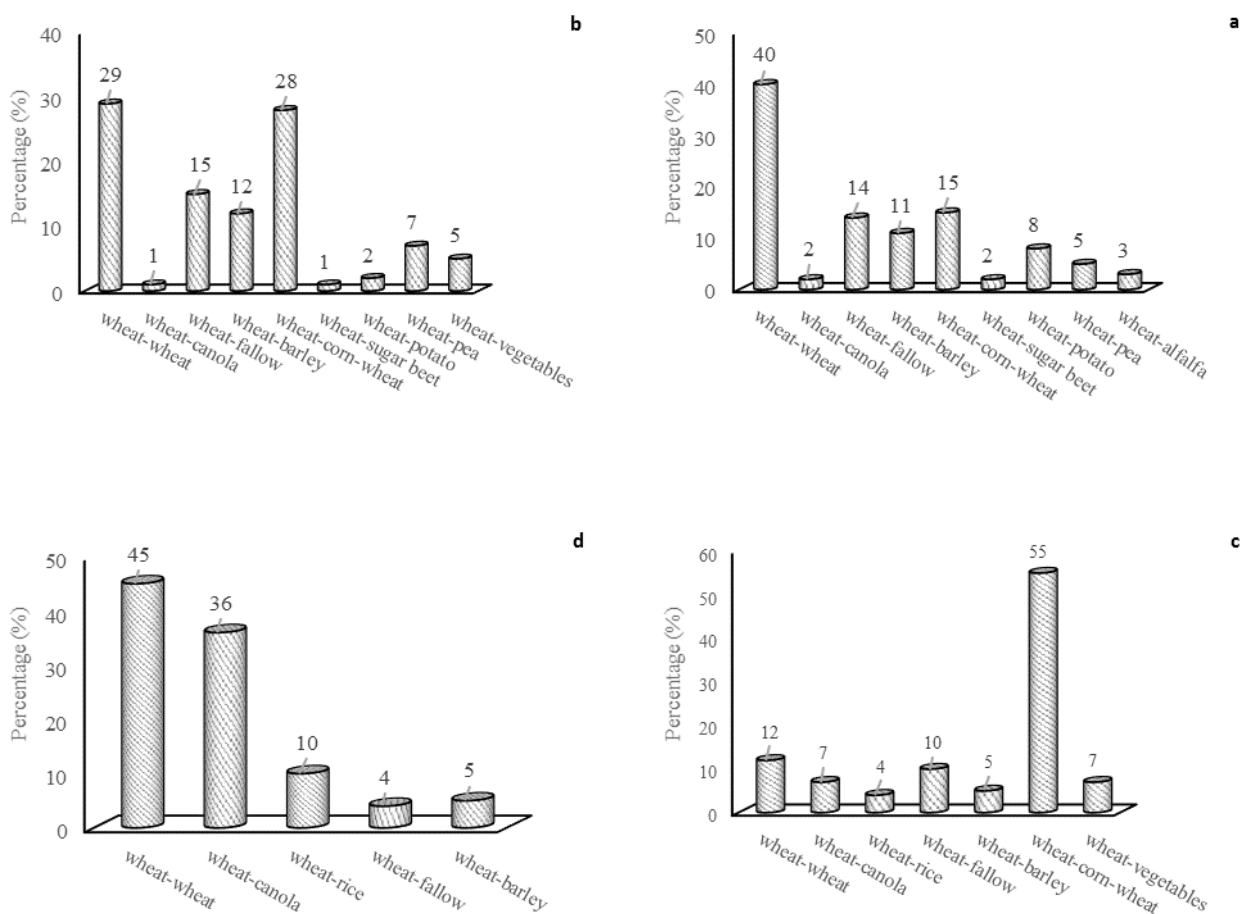 b
Percentage (%)
40
30
20
10
0
29
1
15
12
28
1
2
7
5
wheat-wheat
wheat-canola
wheat-fallow
wheat-barley
wheat-corn-wheat
wheat-sugar beet
wheat-potato
wheat-pea
wheat-vegetables
a
Percentage (%)
50
40
30
20
10
0
40
2
14
11
15
2
8
5
3
wheat-wheat
wheat-canola
wheat-fallow
wheat-barley
wheat-corn-wheat
wheat-sugar beet
wheat-potato
wheat-pea
wheat-alfalfa
d
Percentage (%)
50
40
30
20
10
0
45
36
10
4
5
wheat-wheat
wheat-canola
wheat-rice
wheat-fallow
wheat-barley
c
Percentage (%)
60
50
40
30
20
10
0
12
7
4
10
5
55
7
wheat-wheat
wheat-canola
wheat-rice
wheat-fallow
wheat-barley
wheat-corn-wheat
wheat-vegetables